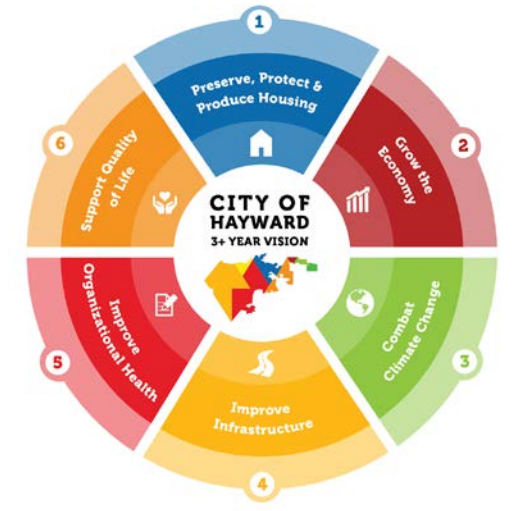 1
Preserve, Protect &
Produce Housing
2
Grow the
Economy
3
Combat
Climate Change
4
Improve
Infrastructure
5
Improve
Organizational Health
6
Support Quality
of Life
CITY OF
HAYWARD
3+ YEAR VISION